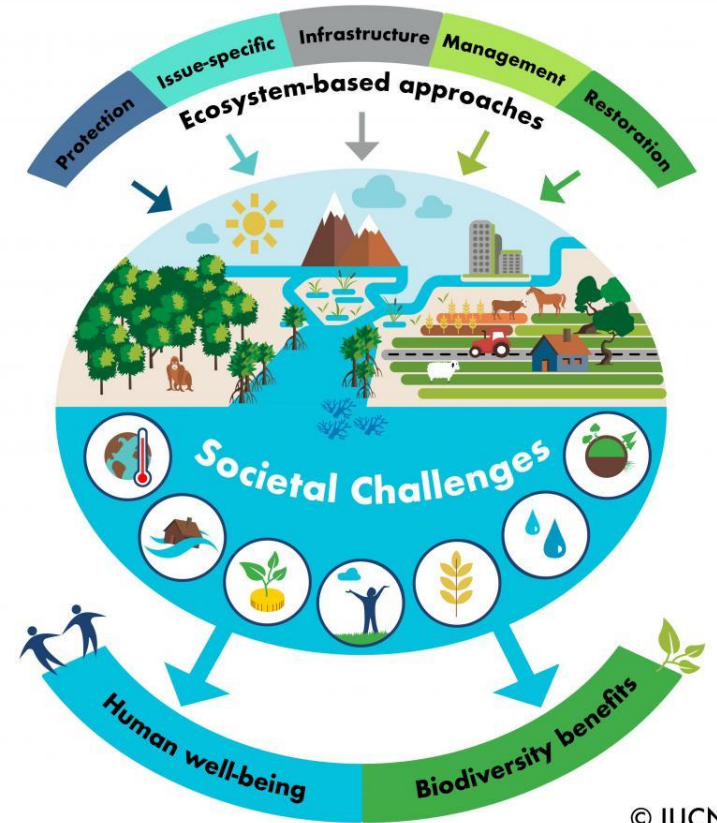 Protection
Issue-specific
Infrastructure
Management
Restoration
Ecosystem-based approaches
Societal Challenges
Human well-being
Biodiversity benefits
© IUCN